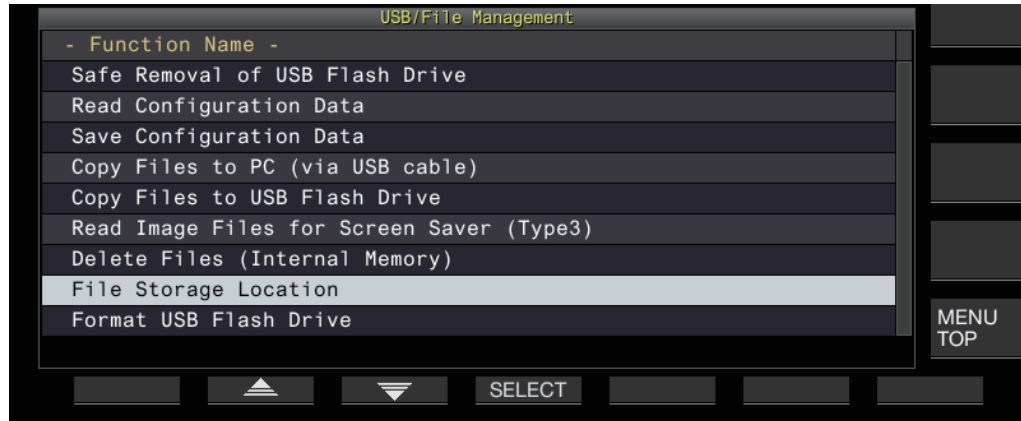 USB/File Management
- Function Name -
Safe Removal of USB Flash Drive
Read Configuration Data
Save Configuration Data
Copy Files to PC (via USB cable)
Copy Files to USB Flash Drive
Read Image Files for Screen Saver (Type3)
Delete Files (Internal Memory)
File Storage Location
Format USB Flash Drive
MENU
TOP
SELECT